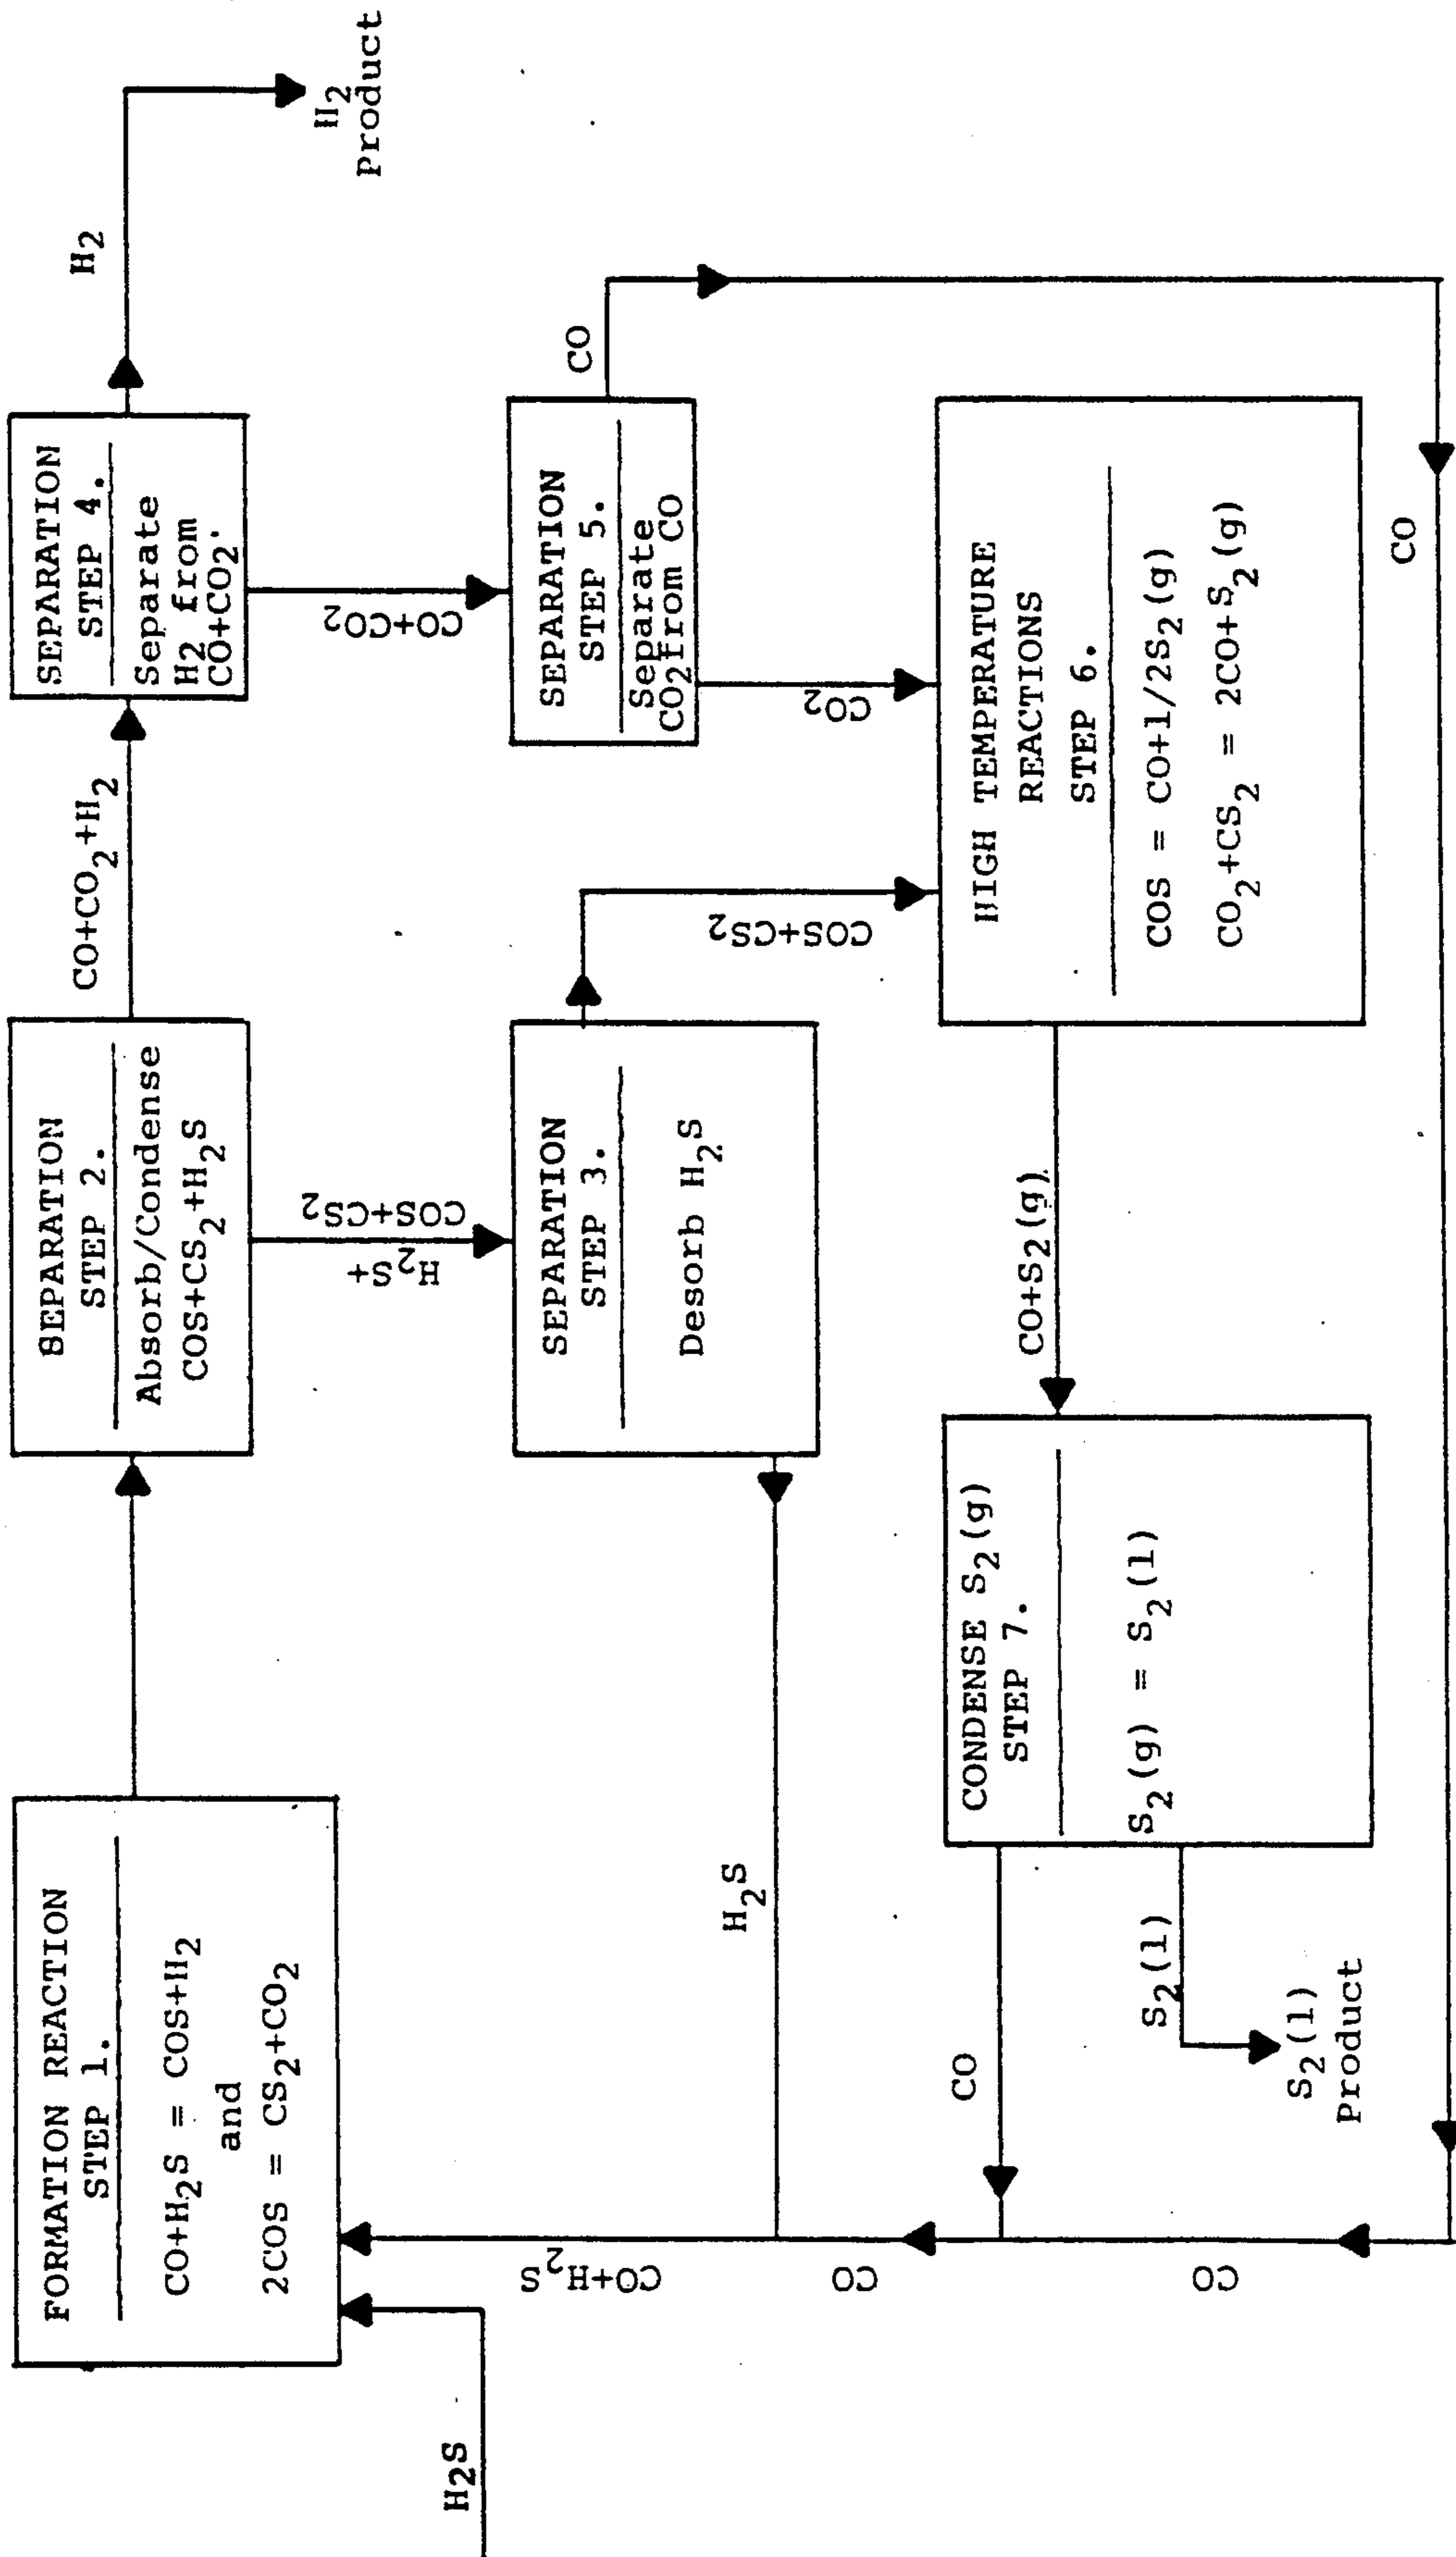 FORMATION REACTION
STEP 1.
CO+H₂S = COS+H₂
and
2COS = CS₂+CO₂
SEPARATION
STEP 2.
Absorb/Condense
COS+CS₂+H₂S
CO+CO₂+H₂
SEPARATION
STEP 4.
Separate
H2 from
CO+CO₂.
H₂
H₂
Product
H₂S+
COS+CS₂
CO+CO₂
SEPARATION
STEP 3.
Desorb H₂S
SEPARATION
STEP 5.
Separate
CO₂from CO
CO
H₂S
CO+H₂S
H₂S
COS+CS₂
CO₂
CO
CONDENSE S₂(g)
STEP 7.
S₂(g) = S₂(l)
CO+S₂(g)
HIGH TEMPERATURE
REACTIONS
STEP 6.
COS = CO+1/2S₂(g)
CO₂+CS₂ = 2CO+S₂(g)
CO
S₂(l)
S₂(l)
Product
CO
CO